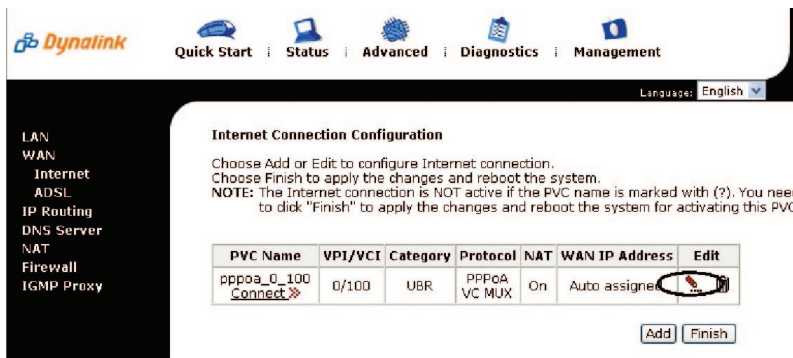 Dynalink
Quick Start Status Advanced Diagnostics Management
Language: English
LAN
WAN
Internet
ADSL
IP Routing
DNS Server
NAT
Firewall
IGMP Proxy
Internet Connection Configuration
Choose Add or Edit to configure Internet connection.
Choose Finish to apply the changes and reboot the system.
NOTE: The Internet connection is NOT active if the PVC name is marked with (?). You nee
to click "Finish" to apply the changes and reboot the system for activating this PVC
PVC Name VPI/VCI Category Protocol NAT WAN IP Address Edit
pppoa_0_100 Connect » 0/100 UBR PPPoA VC MUX On Auto assigned
Add Finish